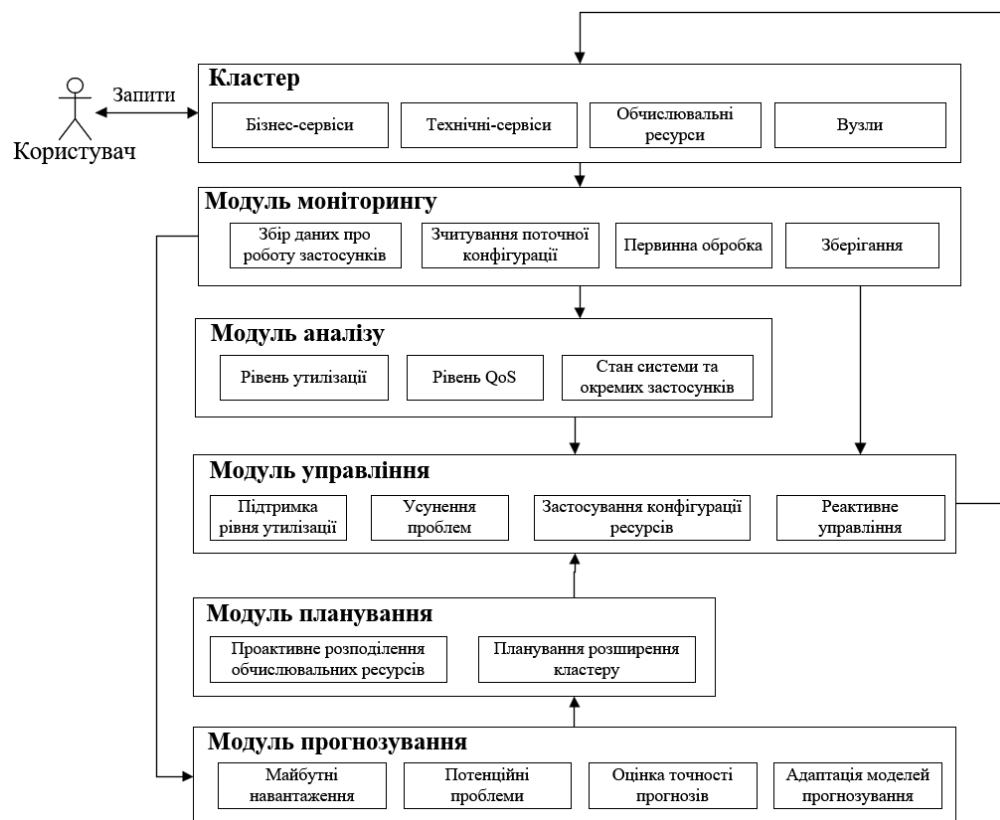 Кластер
Запити
Бізнес-сервіси
Технічні-сервіси
Обчислювальні
ресурси
Вузли
Користувач
Модуль моніторингу
Збір даних про
роботу застосунків
Зчитування поточної
конфігурації
Первинна обробка
Зберігання
Модуль аналізу
Рівень утилізації
Рівень QoS
Стан системи та
окремих застосунків
Модуль управління
Підтримка
рівня утилізації
Усунення
проблем
Застосування конфігурації
ресурсів
Реактивне
управління
Модуль планування
Проактивне розподілення
обчислювальних ресурсів
Планування розширення
кластеру
Модуль прогнозування
Майбутні
навантаження
Потенційні
проблеми
Оцінка точності
прогнозів
Адаптація моделей
прогнозування